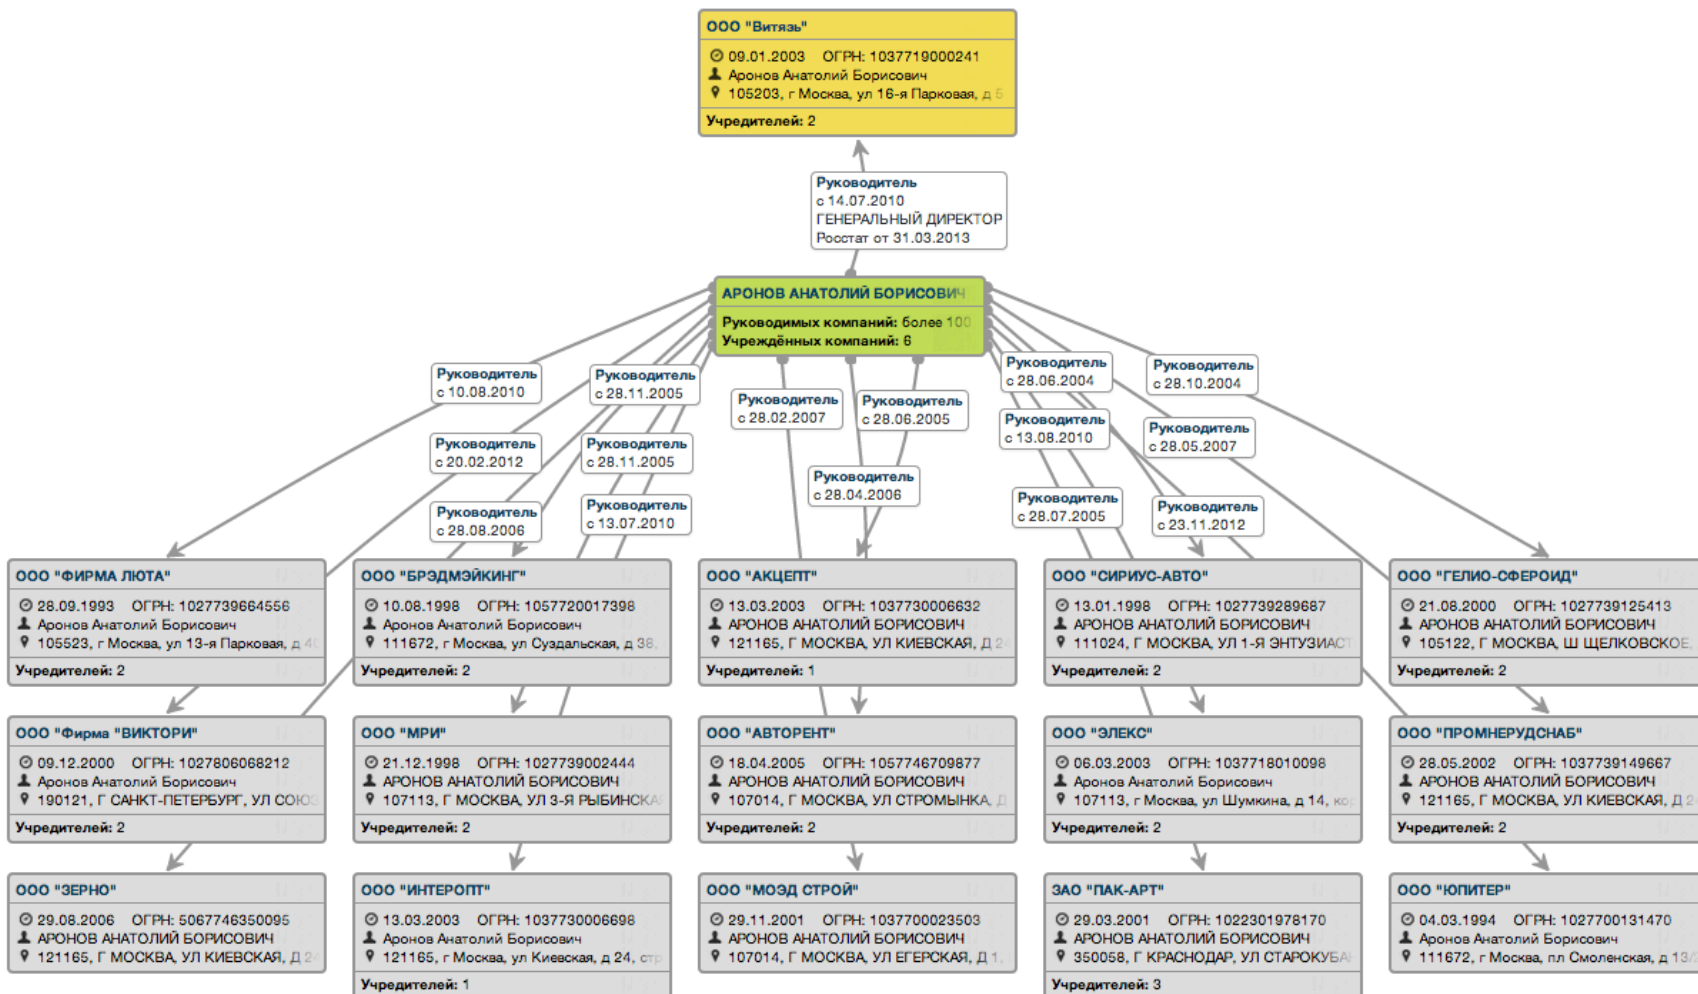 ООО "Витязь"
09.01.2003 ОГРН: 1037719000241
Аронов Анатолий Борисович
105203, г Москва, ул 16-я Парковая, д 5
Учредителей: 2
Руководитель
с 14.07.2010
ГЕНЕРАЛЬНЫЙ ДИРЕКТОР
Росстат от 31.03.2013
АРОНОВ АНАТОЛИЙ БОРИСОВИЧ
Руководимых компаний: более 100
Учреждённых компаний: 6
Руководитель
с 10.08.2010
Руководитель
с 28.11.2005
Руководитель
с 28.02.2007
Руководитель
с 28.06.2005
Руководитель
с 28.06.2004
Руководитель
с 28.10.2004
Руководитель
с 20.02.2012
Руководитель
с 28.11.2005
Руководитель
с 13.08.2010
Руководитель
с 28.05.2007
Руководитель
с 28.08.2006
Руководитель
с 13.07.2010
Руководитель
с 28.04.2006
Руководитель
с 28.07.2005
Руководитель
с 23.11.2012
ООО "ФИРМА ЛЮТА"
28.09.1993 ОГРН: 1027739664556
Аронов Анатолий Борисович
105523, г Москва, ул 13-я Парковая, д 40
Учредителей: 2
ООО "БРЭДМЭЙКИНГ"
10.08.1998 ОГРН: 1057720017398
Аронов Анатолий Борисович
111672, г Москва, ул Суздальская, д 38,
Учредителей: 2
ООО "АКЦЕПТ"
13.03.2003 ОГРН: 1037730006632
АРОНОВ АНАТОЛИЙ БОРИСОВИЧ
121165, Г МОСКВА, УЛ КИЕВСКАЯ, Д 24
Учредителей: 1
ООО "СИРИУС-АВТО"
13.01.1998 ОГРН: 1027739289687
АРОНОВ АНАТОЛИЙ БОРИСОВИЧ
111024, Г МОСКВА, УЛ 1-Я ЭНТУЗИАСТ
Учредителей: 2
ООО "ГЕЛИО-СФЕРОИД"
21.08.2000 ОГРН: 1027739125413
АРОНОВ АНАТОЛИЙ БОРИСОВИЧ
105122, Г МОСКВА, Ш ЩЕЛКОВСКОЕ,
Учредителей: 2
ООО "Фирма "ВИКТОРИ"
09.12.2000 ОГРН: 1027806068212
Аронов Анатолий Борисович
190121, Г САНКТ-ПЕТЕРБУРГ, УЛ СОЮЗ
Учредителей: 2
ООО "МРИ"
21.12.1998 ОГРН: 1027739002444
АРОНОВ АНАТОЛИЙ БОРИСОВИЧ
107113, Г МОСКВА, УЛ 3-Я РЫБИНСКАЯ
Учредителей: 2
ООО "АВТОРЕНТ"
18.04.2005 ОГРН: 1057746709877
АРОНОВ АНАТОЛИЙ БОРИСОВИЧ
107014, Г МОСКВА, УЛ СТРОМЫНКА, Д
Учредителей: 2
ООО "ЭЛЕКС"
06.03.2003 ОГРН: 1037718010098
Аронов Анатолий Борисович
107113, г Москва, ул Шумкина, д 14, кор
Учредителей: 2
ООО "ПРОМНЕРУДСНАБ"
28.05.2002 ОГРН: 1037739149667
АРОНОВ АНАТОЛИЙ БОРИСОВИЧ
121165, Г МОСКВА, УЛ КИЕВСКАЯ, Д 2
Учредителей: 2
ООО "ЗЕРНО"
29.08.2006 ОГРН: 5067746350095
АРОНОВ АНАТОЛИЙ БОРИСОВИЧ
121165, Г МОСКВА, УЛ КИЕВСКАЯ, Д 24
ООО "ИНТЕРОПТ"
13.03.2003 ОГРН: 1037730006698
Аронов Анатолий Борисович
121165, г Москва, ул Киевская, д 24, стр
Учредителей: 1
ООО "МОЭД СТРОЙ"
29.11.2001 ОГРН: 1037700023503
АРОНОВ АНАТОЛИЙ БОРИСОВИЧ
107014, Г МОСКВА, УЛ ЕГЕРСКАЯ, Д 1,
ЗАО "ПАК-АРТ"
29.03.2001 ОГРН: 1022301978170
АРОНОВ АНАТОЛИЙ БОРИСОВИЧ
350058, Г КРАСНОДАР, УЛ СТАРОКУБА
Учредителей: 3
ООО "ЮПИТЕР"
04.03.1994 ОГРН: 1027700131470
Аронов Анатолий Борисович
111672, г Москва, пл Смоленская, д 13/